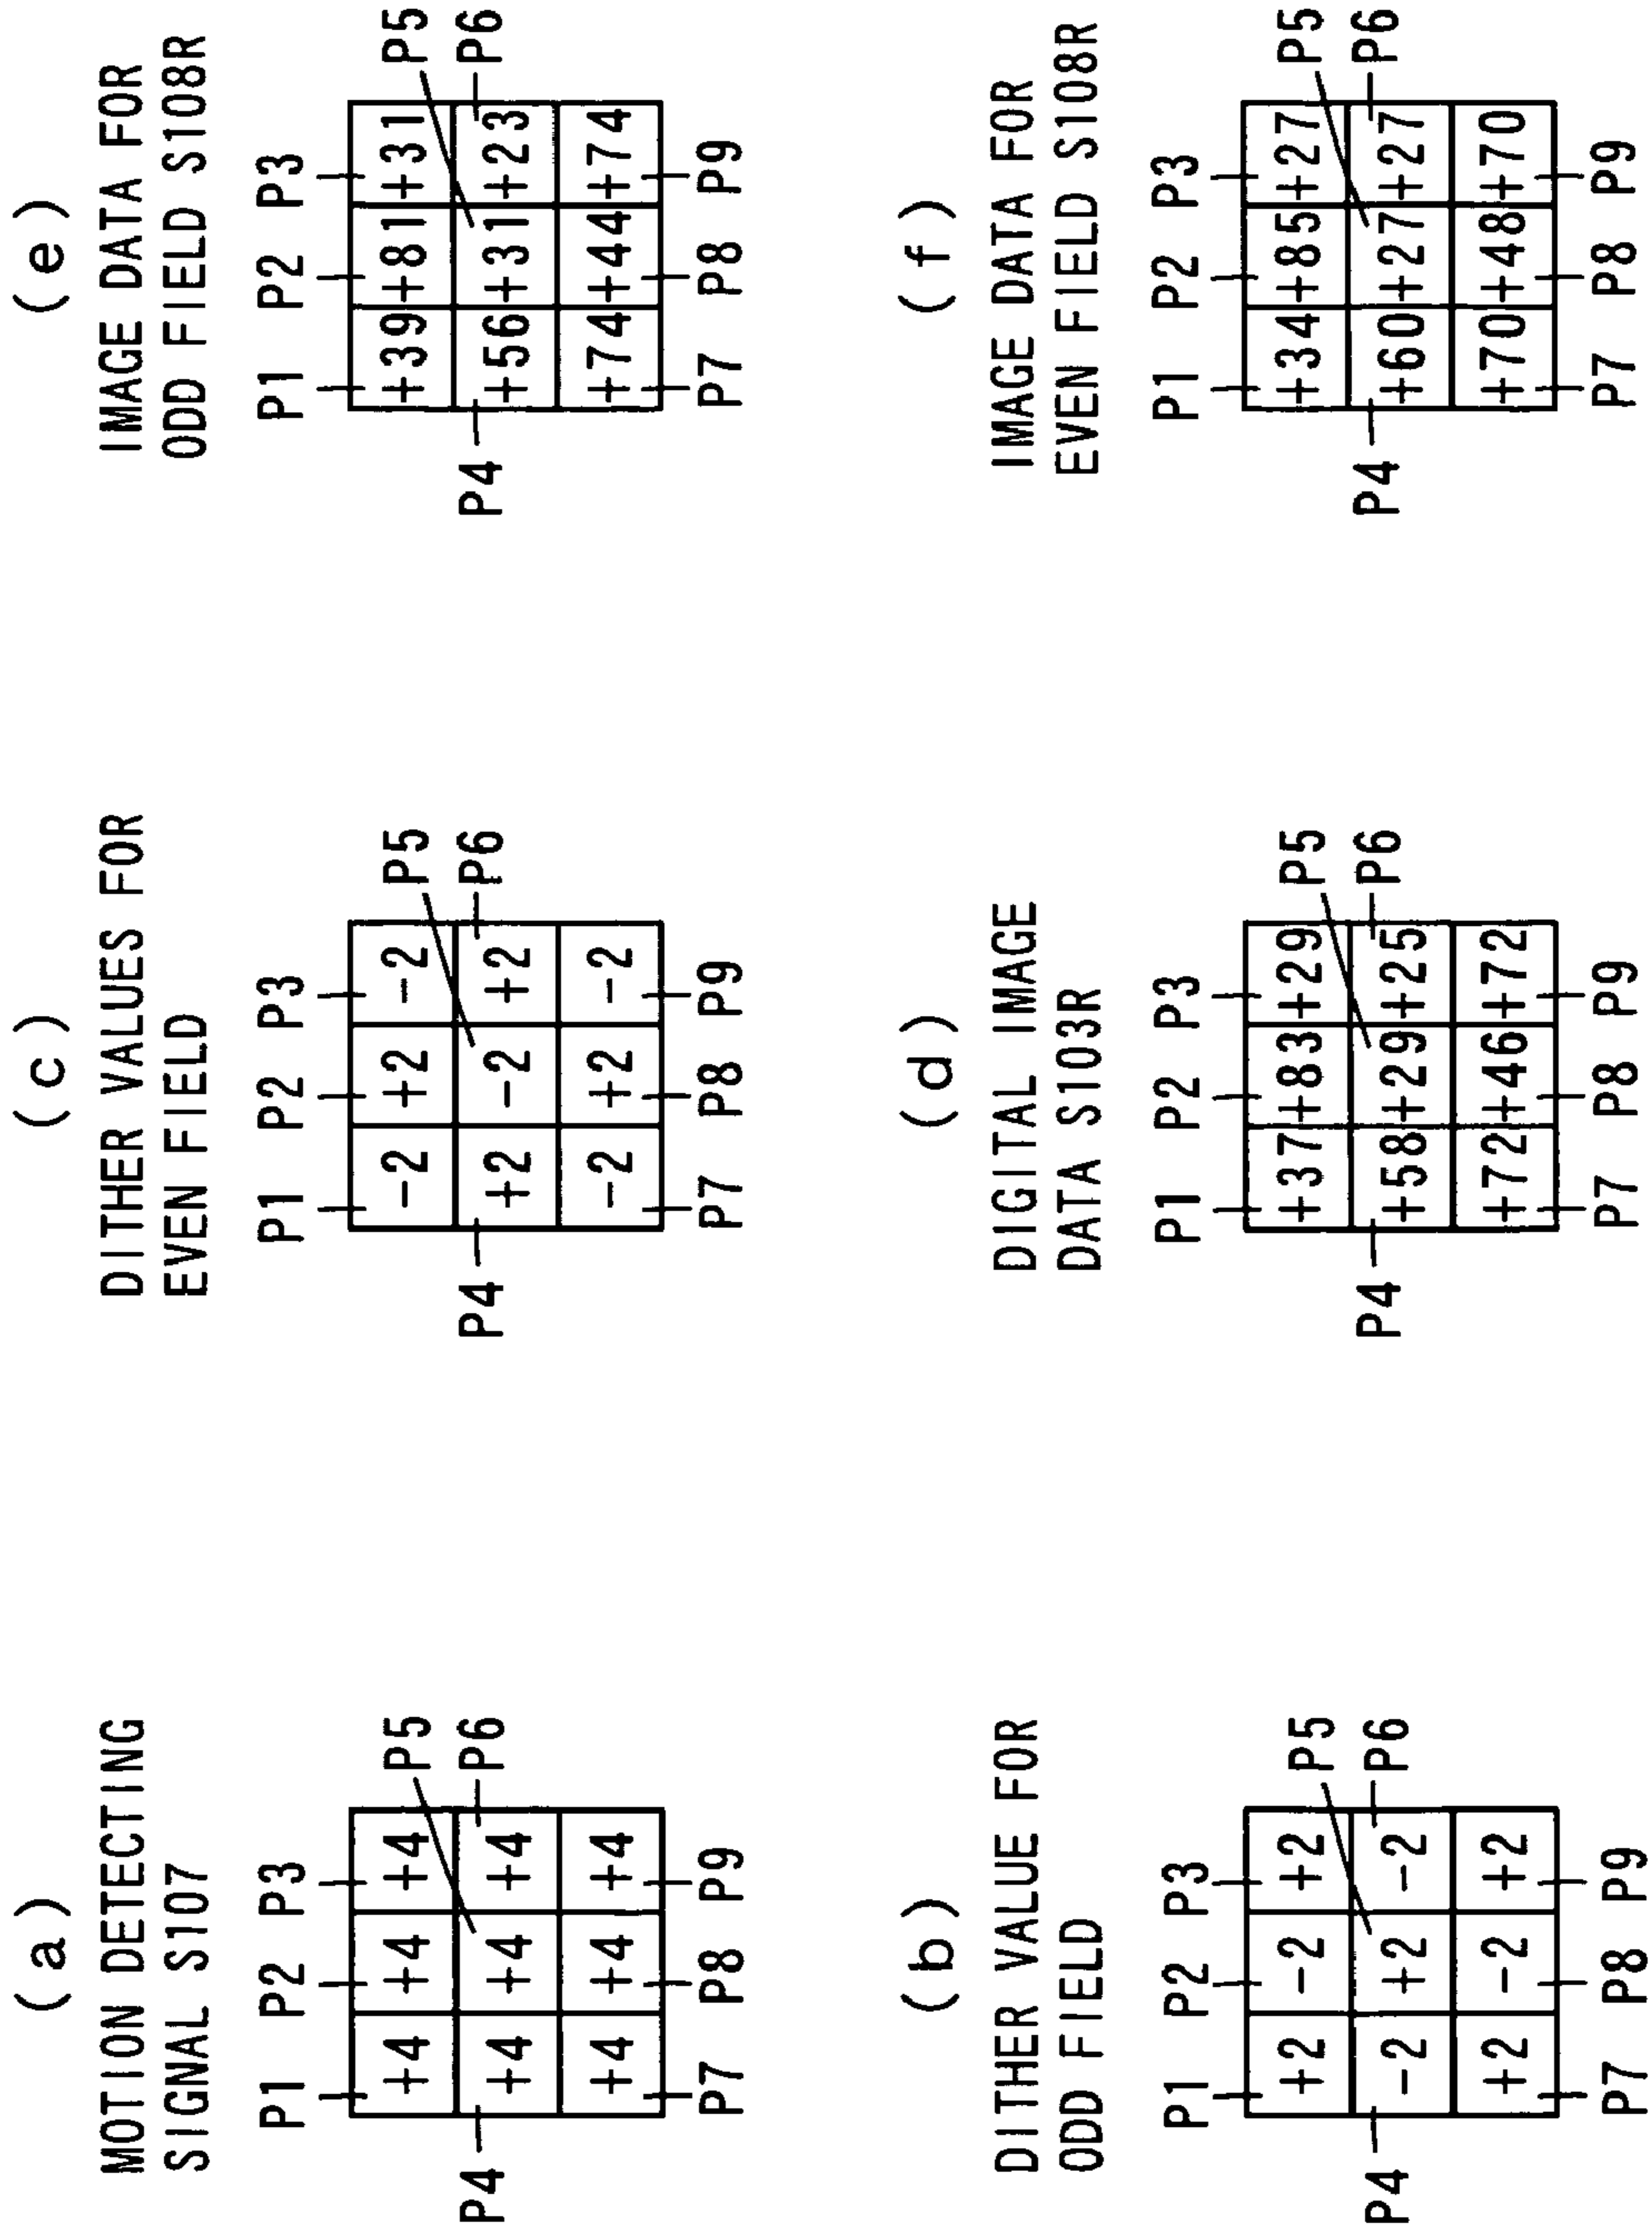 (a)
MOTION DETECTING
SIGNAL S107
P1 P2 P3
+4 +4 +4
P5
P4 +4 +4 +4 P6
+4 +4 +4
P7 P8 P9
(c)
DITHER VALUES FOR
EVEN FIELD
P1 P2 P3
-2 +2 -2
P5
P4 +2 -2 +2 P6
-2 +2 -2
P7 P8 P9
(e)
IMAGE DATA FOR
ODD FIELD S108R
P1 P2 P3
+39 +81 +31
P5
P4 +56 +31 +23 P6
+74 +44 +74
P7 P8 P9
(b)
DITHER VALUE FOR
ODD FIELD
P1 P2 P3
+2 -2 +2
P5
P4 -2 +2 -2 P6
+2 -2 +2
P7 P8 P9
(d)
DIGITAL IMAGE
DATA S103R
P1 P2 P3
+37 +83 +29
P5
P4 +58 +29 +25 P6
+72 +46 +72
P7 P8 P9
(f)
IMAGE DATA FOR
EVEN FIELD S108R
P1 P2 P3
+34 +85 +27
P5
P4 +60 +27 +27 P6
+70 +48 +70
P7 P8 P9